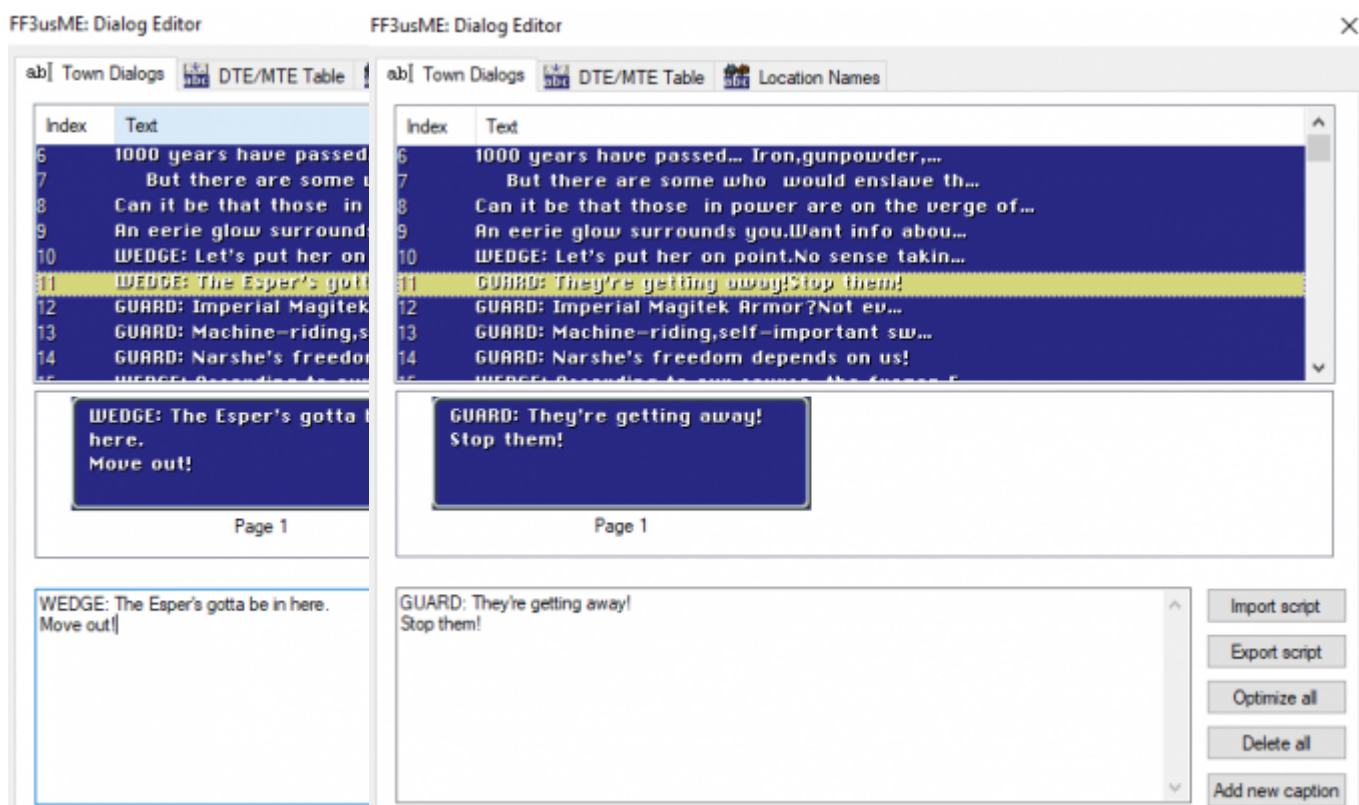 FF3usME: Dialog Editor
ab[ Town Dialogs
DTE/MTE Table
Index Text
6 1000 years have passed
7 But there are some
8 Can it be that those in
9 An eerie glow surrounds
10 WEDGE: Let's put her on
11 WEDGE: The Esper's gott
12 GUARD: Imperial Magitek
13 GUARD: Machine-riding,s
14 GUARD: Narshe's freedo
WEDGE: The Esper's gotta
here.
Move out!
Page 1
WEDGE: The Esper's gotta be in here.
Move out!
FF3usME: Dialog Editor
ab[ Town Dialogs
DTE/MTE Table
Location Names
Index Text
6 1000 years have passed... Iron,gunpowder,...
7 But there are some who would enslave th...
8 Can it be that those in power are on the verge of...
9 An eerie glow surrounds you.Want info abou...
10 WEDGE: Let's put her on point.No sense takin...
11 GUARD: They're getting away!Stop them!
12 GUARD: Imperial Magitek Armor?Not ev...
13 GUARD: Machine-riding,self-important sw...
14 GUARD: Narshe's freedom depends on us!
GUARD: They're getting away!
Stop them!
Page 1
GUARD: They're getting away!
Stop them!
Import script
Export script
Optimize all
Delete all
Add new caption